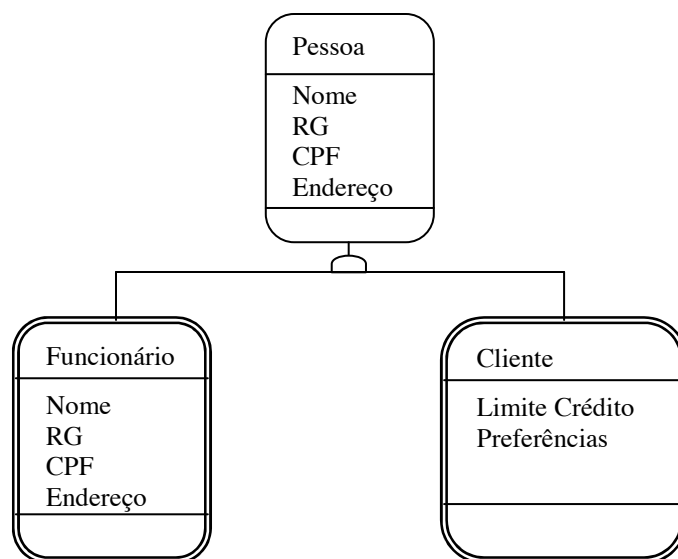 Pessoa
Nome
RG
CPF
Endereço
Funcionário
Nome
RG
CPF
Endereço
Cliente
Limite Crédito
Preferências